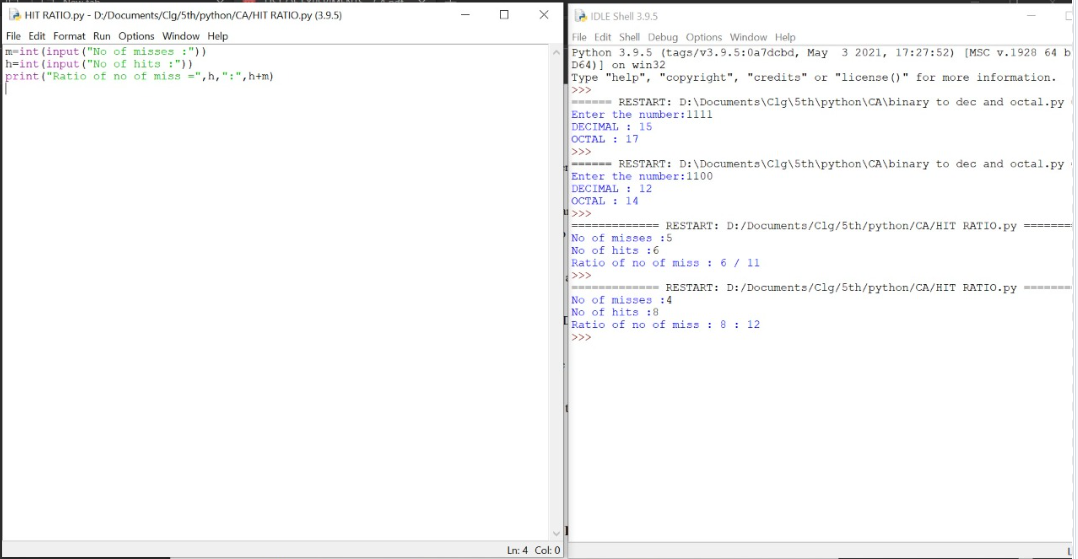 HIT RATIO.py - D:/Documents/Clg/5th/python/CA/HIT RATIO.py (3.9.5)
File Edit Format Run Options Window Help
m=int(input("No of misses :"))
h=int(input("No of hits :"))
print("Ratio of no of miss =",h,":",h+m)
Ln: 4 Col: 0
IDLE Shell 3.9.5
File Edit Shell Debug Options Window Help
Python 3.9.5 (tags/v3.9.5:0a7dcbd, May 3 2021, 17:27:52) [MSC v.1928 64 b
D64)] on win32
Type "help", "copyright", "credits" or "license()" for more information.
>>>
====== RESTART: D:\Documents\Clg\5th\python\CA\binary to dec and octal.py
Enter the number:1111
DECIMAL : 15
OCTAL : 17
>>>
====== RESTART: D:\Documents\Clg\5th\python\CA\binary to dec and octal.py
Enter the number:1100
DECIMAL : 12
OCTAL : 14
>>>
============= RESTART: D:/Documents/Clg/5th/python/CA/HIT RATIO.py =======
No of misses :5
No of hits :6
Ratio of no of miss : 6 / 11
>>>
============= RESTART: D:/Documents/Clg/5th/python/CA/HIT RATIO.py =======
No of misses :4
No of hits :8
Ratio of no of miss : 8 : 12
>>>